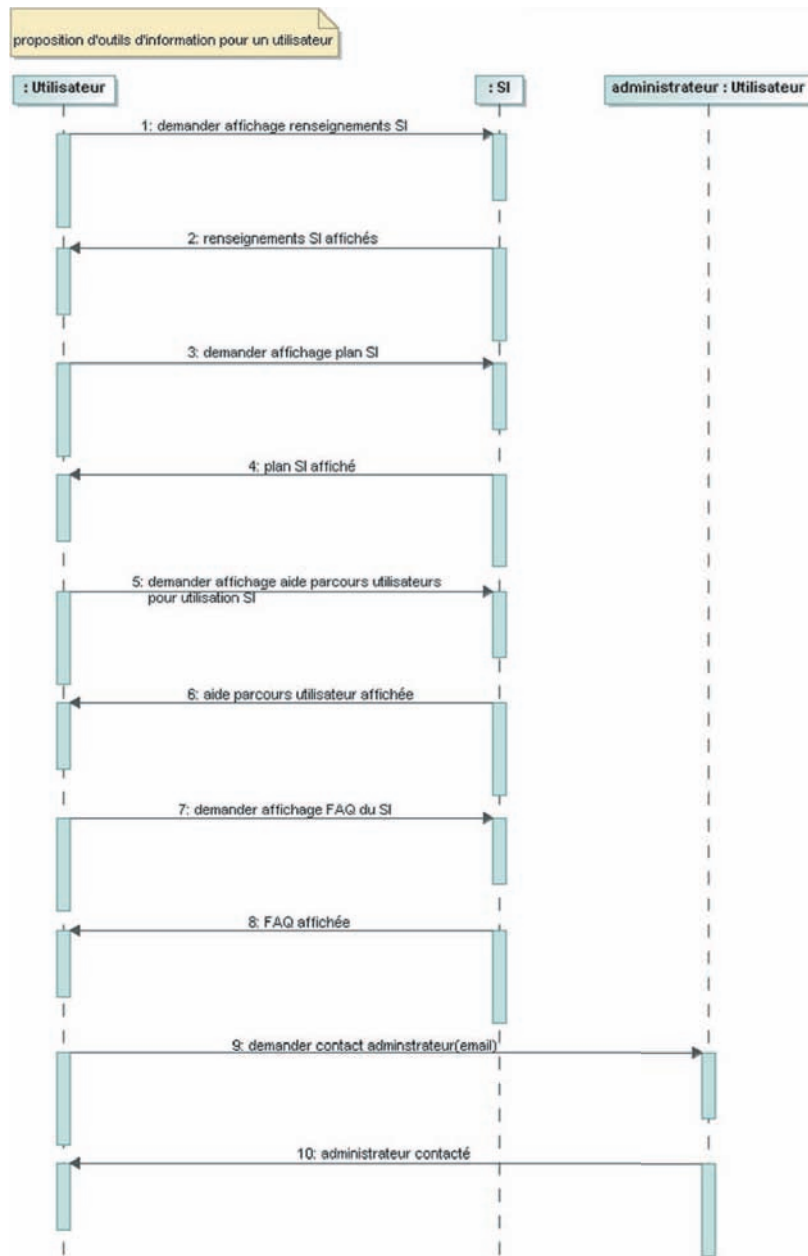 proposition d'outils d'information pour un utilisateur
: Utilisateur
: SI
administrateur : Utilisateur
1: demander affichage renseignements SI
2: renseignements SI affichés
3: demander affichage plan SI
4: plan SI affiché
5: demander affichage aide parcours utilisateurs
pour utilisation SI
6: aide parcours utilisateur affichée
7: demander affichage FAQ du SI
8: FAQ affichée
9: demander contact adminstrateur(email)
10: administrateur contacté